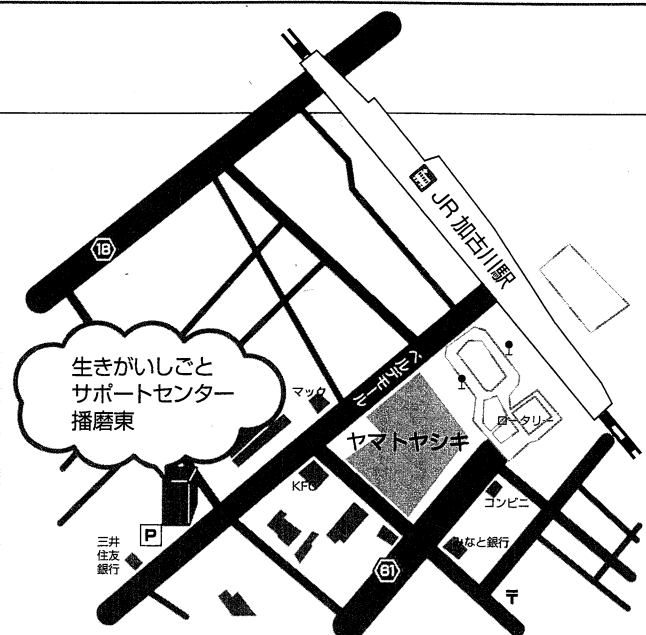 JR 加古川駅
18
生きがいしごと
サポートセンター
播磨東
マック
ベルデモール
ヤマトヤシキ
ロータリー
KFC
コンビニ
みなと銀行
P
三井
住友
銀行
61
〒